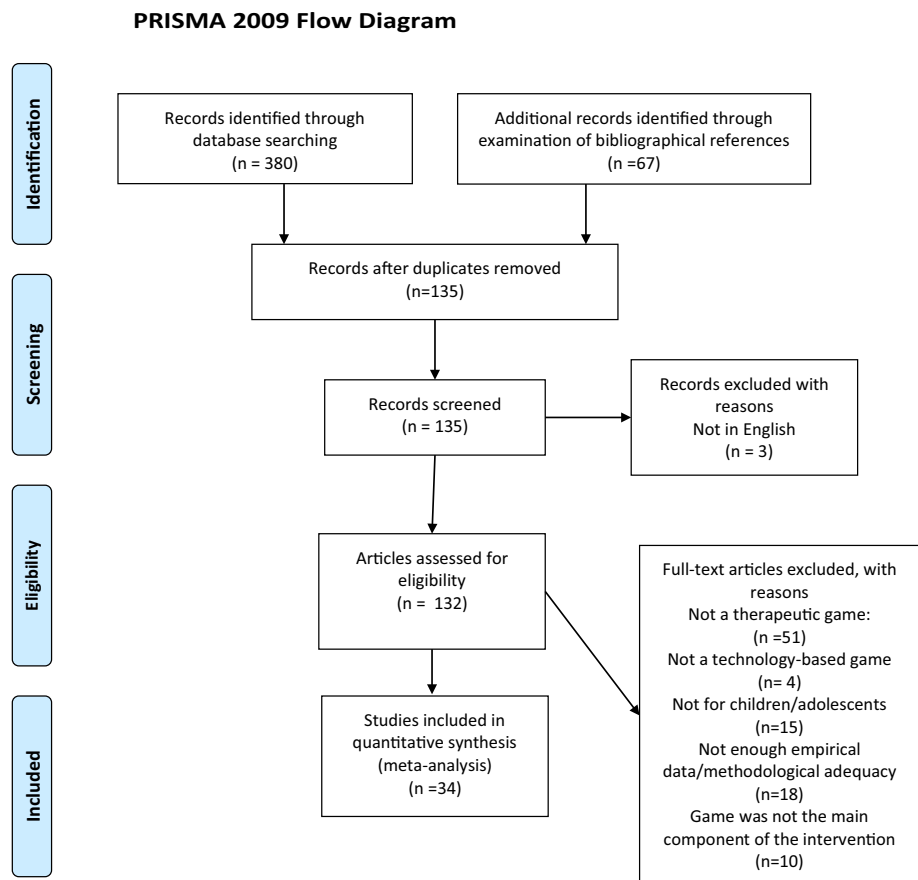 PRISMA 2009 Flow Diagram
Identification
Records identified through
database searching
(n = 380)
Additional records identified through
examination of bibliographical references
(n =67)
Records after duplicates removed
(n=135)
Screening
Records screened
(n = 135)
Records excluded with
reasons
Not in English
(n = 3)
Eligibility
Articles assessed for
eligibility
(n = 132)
Full-text articles excluded, with
reasons
Not a therapeutic game:
(n =51)
Not a technology-based game
(n= 4)
Not for children/adolescents
(n=15)
Not enough empirical
data/methodological adequacy
(n=18)
Game was not the main
component of the intervention
(n=10)
Included
Studies included in
quantitative synthesis
(meta-analysis)
(n =34)